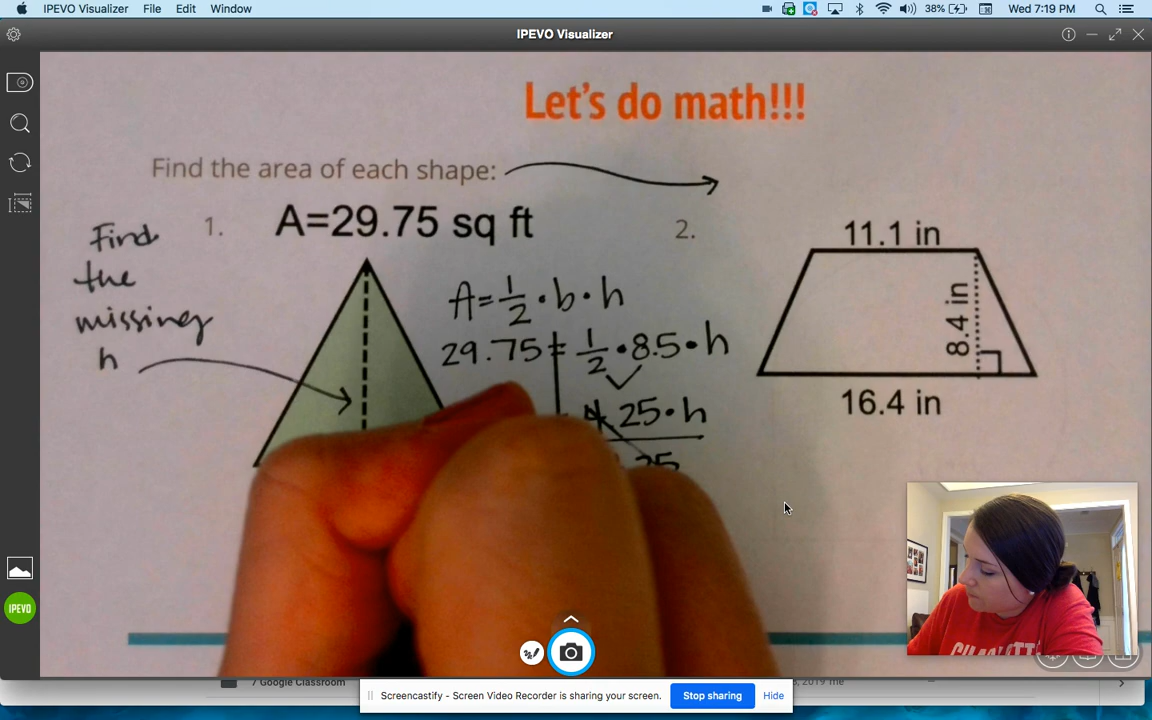 IPEVO Visualizer File Edit Window 38% Wed 7:19 PM
IPEVO Visualizer
Let's do math!!!
Find the area of each shape:
Find
the
missing
h
1. A=29.75 sq ft
A=1/2·b·h
29.75=1/2·8.5·h
4.25·h
2.
11.1 in
8.4 in
16.4 in
IPEVO
7 Google Classroom
Screencastify - Screen Video Recorder is sharing your screen. Stop sharing Hide